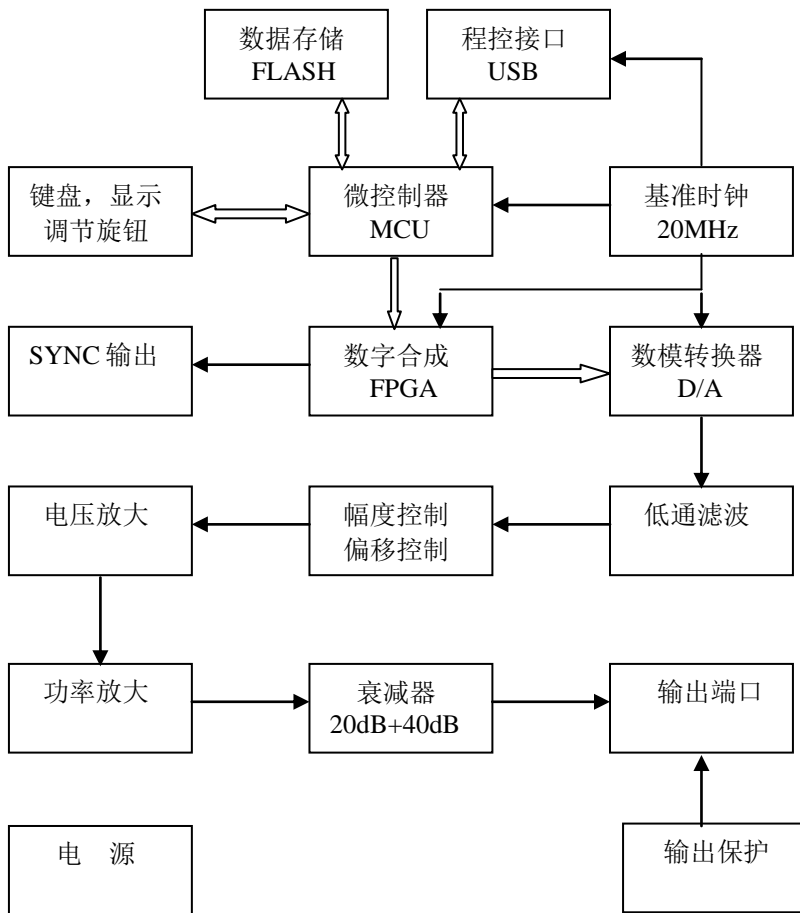 数据存储
FLASH
程控接口
USB
键盘，显示
调节旋钮
微控制器
MCU
基准时钟
20MHz
SYNC 输出
数字合成
FPGA
数模转换器
D/A
电压放大
幅度控制
偏移控制
低通滤波
功率放大
衰减器
20dB+40dB
输出端口
电 源
输出保护